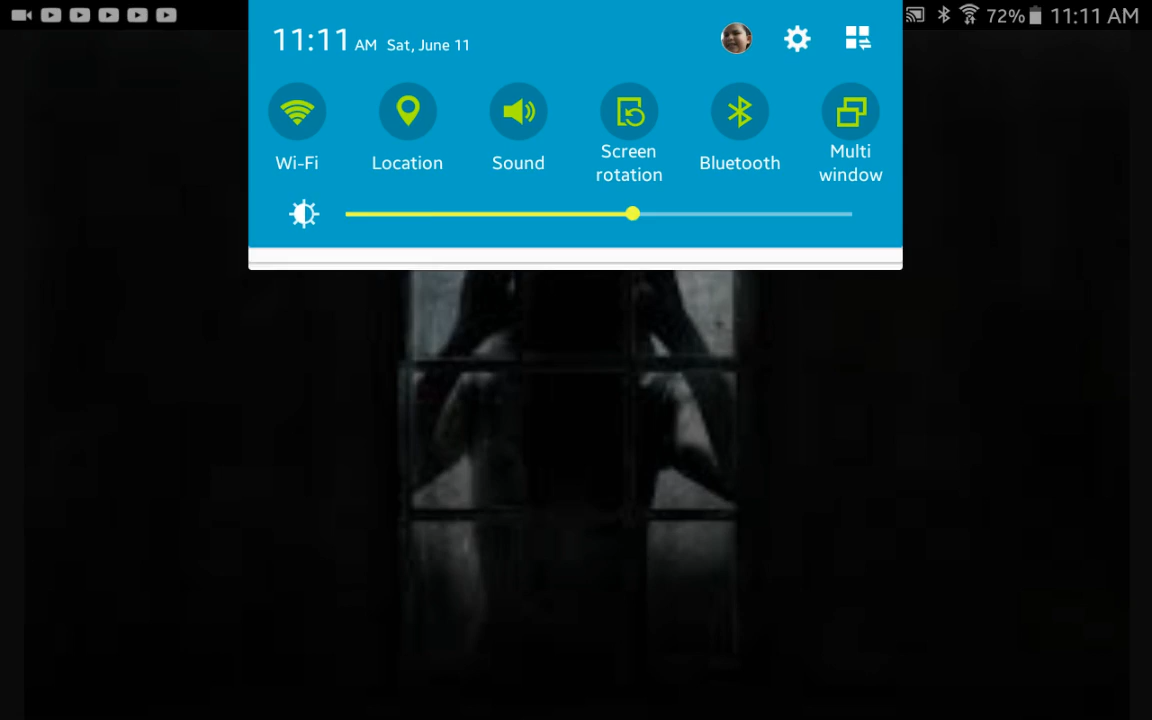 72% 11:11 AM
11:11 AM Sat, June 11
Wi-Fi
Location
Sound
Screen
rotation
Bluetooth
Multi
window